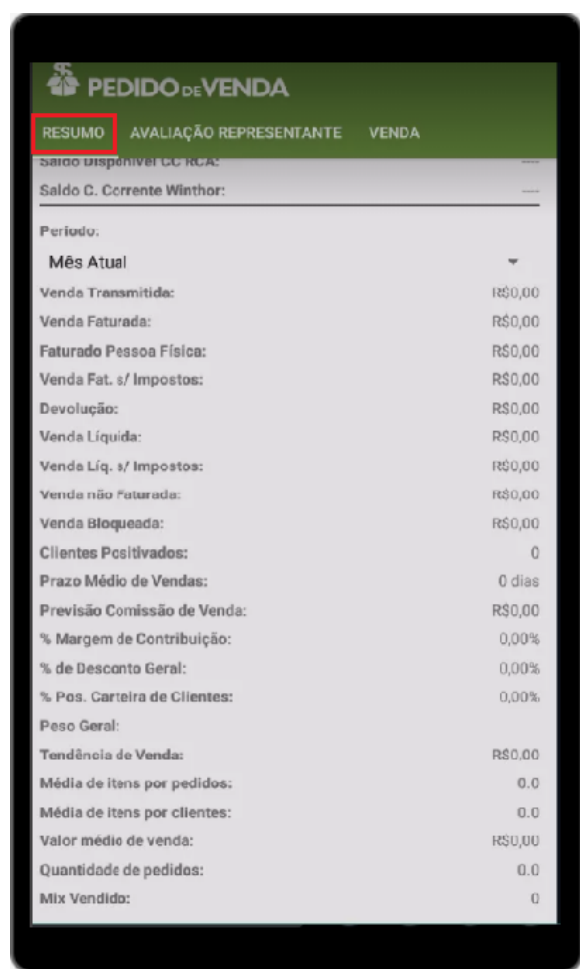 PEDIDO DE VENDA
RESUMO AVALIAÇÃO REPRESENTANTE VENDA
Saldo Disponível CC RCA: ----
Saldo C. Corrente Winthor: ----
Período:
Mês Atual
Venda Transmitida: R$0,00
Venda Faturada: R$0,00
Faturado Pessoa Física: R$0,00
Venda Fat. s/ Impostos: R$0,00
Devolução: R$0,00
Venda Líquida: R$0,00
Venda Líq. s/ Impostos: R$0,00
Venda não Faturada: R$0,00
Venda Bloqueada: R$0,00
Clientes Positivados: 0
Prazo Médio de Vendas: 0 dias
Previsão Comissão de Venda: R$0,00
% Margem de Contribuição: 0,00%
% de Desconto Geral: 0,00%
% Pos. Carteira de Clientes: 0,00%
Peso Geral:
Tendência de Venda: R$0,00
Média de itens por pedidos: 0.0
Média de itens por clientes: 0.0
Valor médio de venda: R$0,00
Quantidade de pedidos: 0.0
Mix Vendido: 0